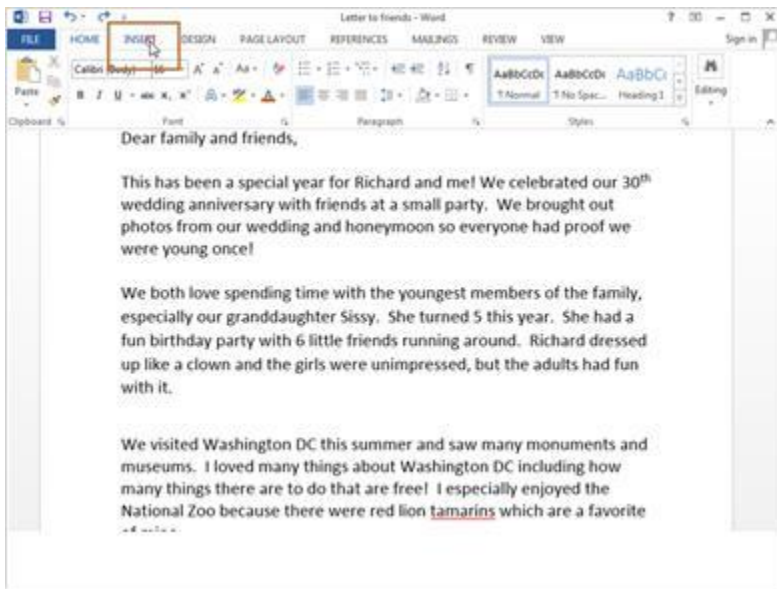 Letter to friends - Word
FILE HOME INSERT DESIGN PAGE LAYOUT REFERENCES MAILINGS REVIEW VIEW Sign in
Calibri (Body) 16
Paste
AaBbCcDc AaBbCcDc AaBbCc
¶ Normal ¶ No Spac... Heading 1
Editing
Clipboard Font Paragraph Styles
Dear family and friends,
This has been a special year for Richard and me! We celebrated our 30th
wedding anniversary with friends at a small party. We brought out
photos from our wedding and honeymoon so everyone had proof we
were young once!
We both love spending time with the youngest members of the family,
especially our granddaughter Sissy. She turned 5 this year. She had a
fun birthday party with 6 little friends running around. Richard dressed
up like a clown and the girls were unimpressed, but the adults had fun
with it.
We visited Washington DC this summer and saw many monuments and
museums. I loved many things about Washington DC including how
many things there are to do that are free! I especially enjoyed the
National Zoo because there were red lion tamarins which are a favorite